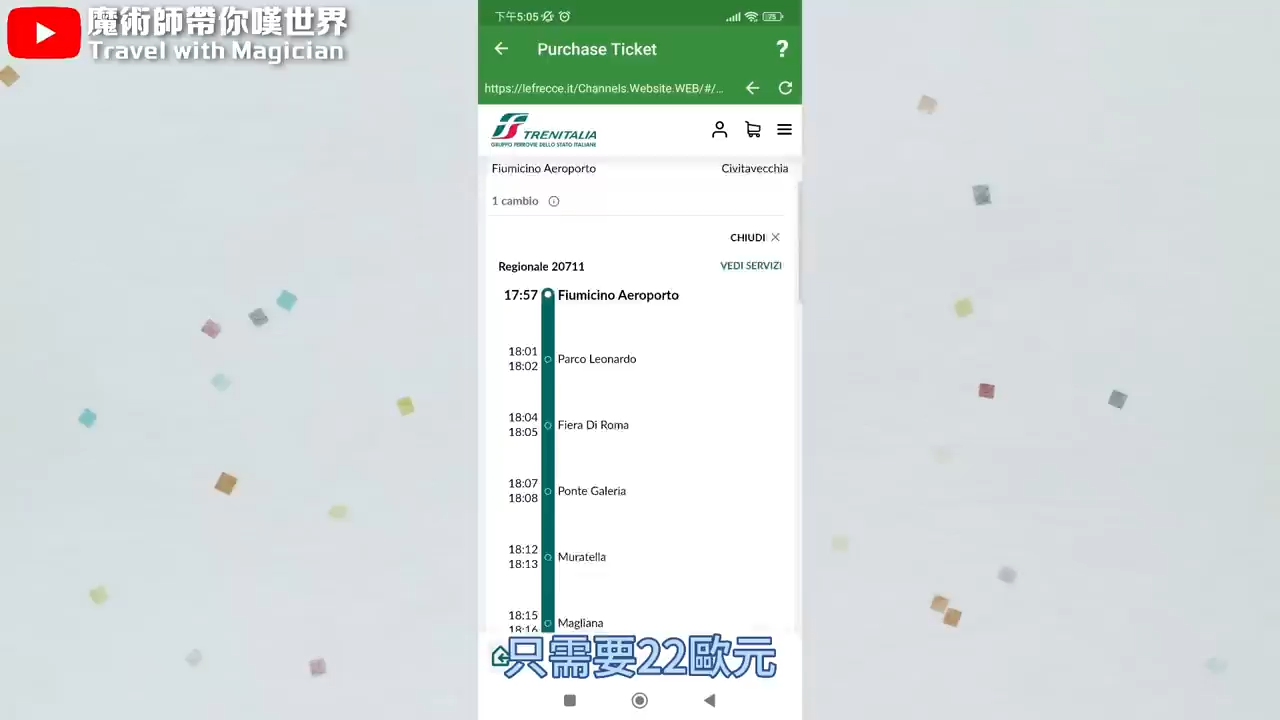 魔術師帶你嘆世界
Travel with Magician
下午5:05
Purchase Ticket
?
https://lefrecce.it/Channels.Website.WEB/#/...
TRENITALIA
GRUPPO FERROVIE DELLO STATO ITALIANE
Fiumicino Aeroporto Civitavecchia
1 cambio
CHIUDI
Regionale 20711 VEDI SERVIZI
17:57 Fiumicino Aeroporto
18:01
18:02 Parco Leonardo
18:04
18:05 Fiera Di Roma
18:07
18:08 Ponte Galeria
18:12
18:13 Muratella
18:15
18:16 Magliana
只需要22歐元